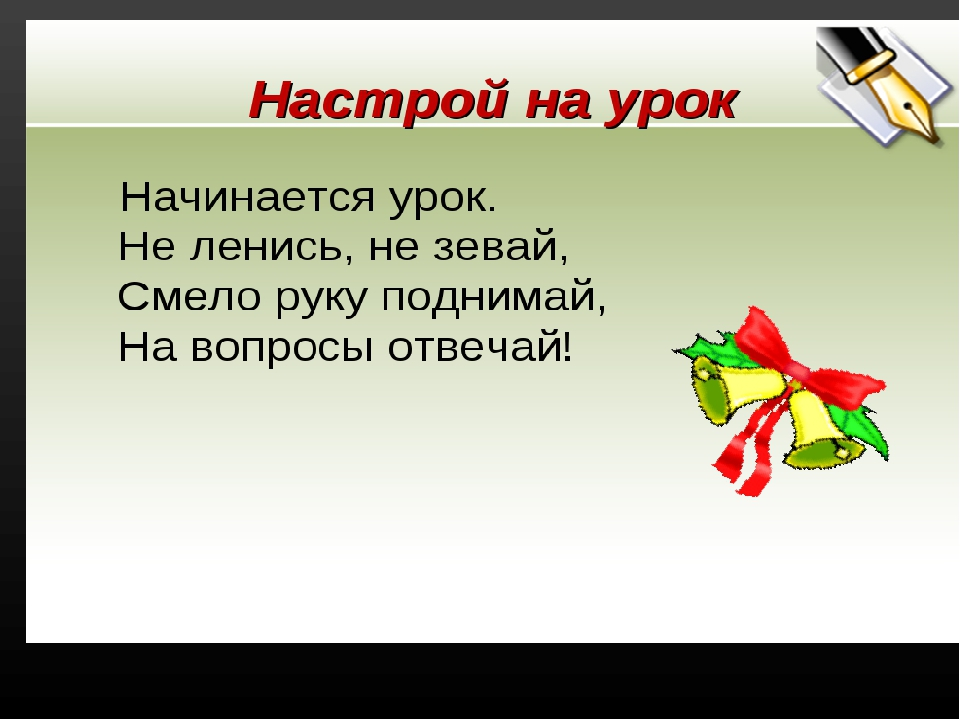 Настрой на урок
Начинается урок.
Не ленись, не зевай,
Смело руку поднимай,
На вопросы отвечай!